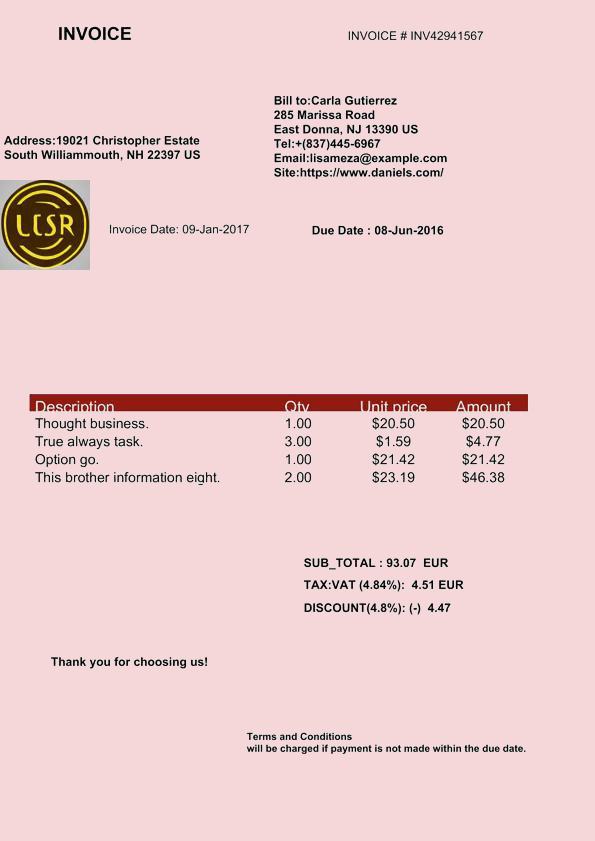 INVOICE
INVOICE # INV42941567
Bill to:Carla Gutierrez
285 Marissa Road
East Donna, NJ 13390 US
Tel:+(837)445-6967
Email:lisameza@example.com
Site:https://www.daniels.com/
Address:19021 Christopher Estate
South Williammouth, NH 22397 US
LCSR
Invoice Date: 09-Jan-2017
Due Date : 08-Jun-2016
Description Qty Unit price Amount
Thought business. 1.00 $20.50 $20.50
True always task. 3.00 $1.59 $4.77
Option go. 1.00 $21.42 $21.42
This brother information eight. 2.00 $23.19 $46.38
SUB_TOTAL : 93.07 EUR
TAX:VAT (4.84%): 4.51 EUR
DISCOUNT(4.8%): (-) 4.47
Thank you for choosing us!
Terms and Conditions
will be charged if payment is not made within the due date.